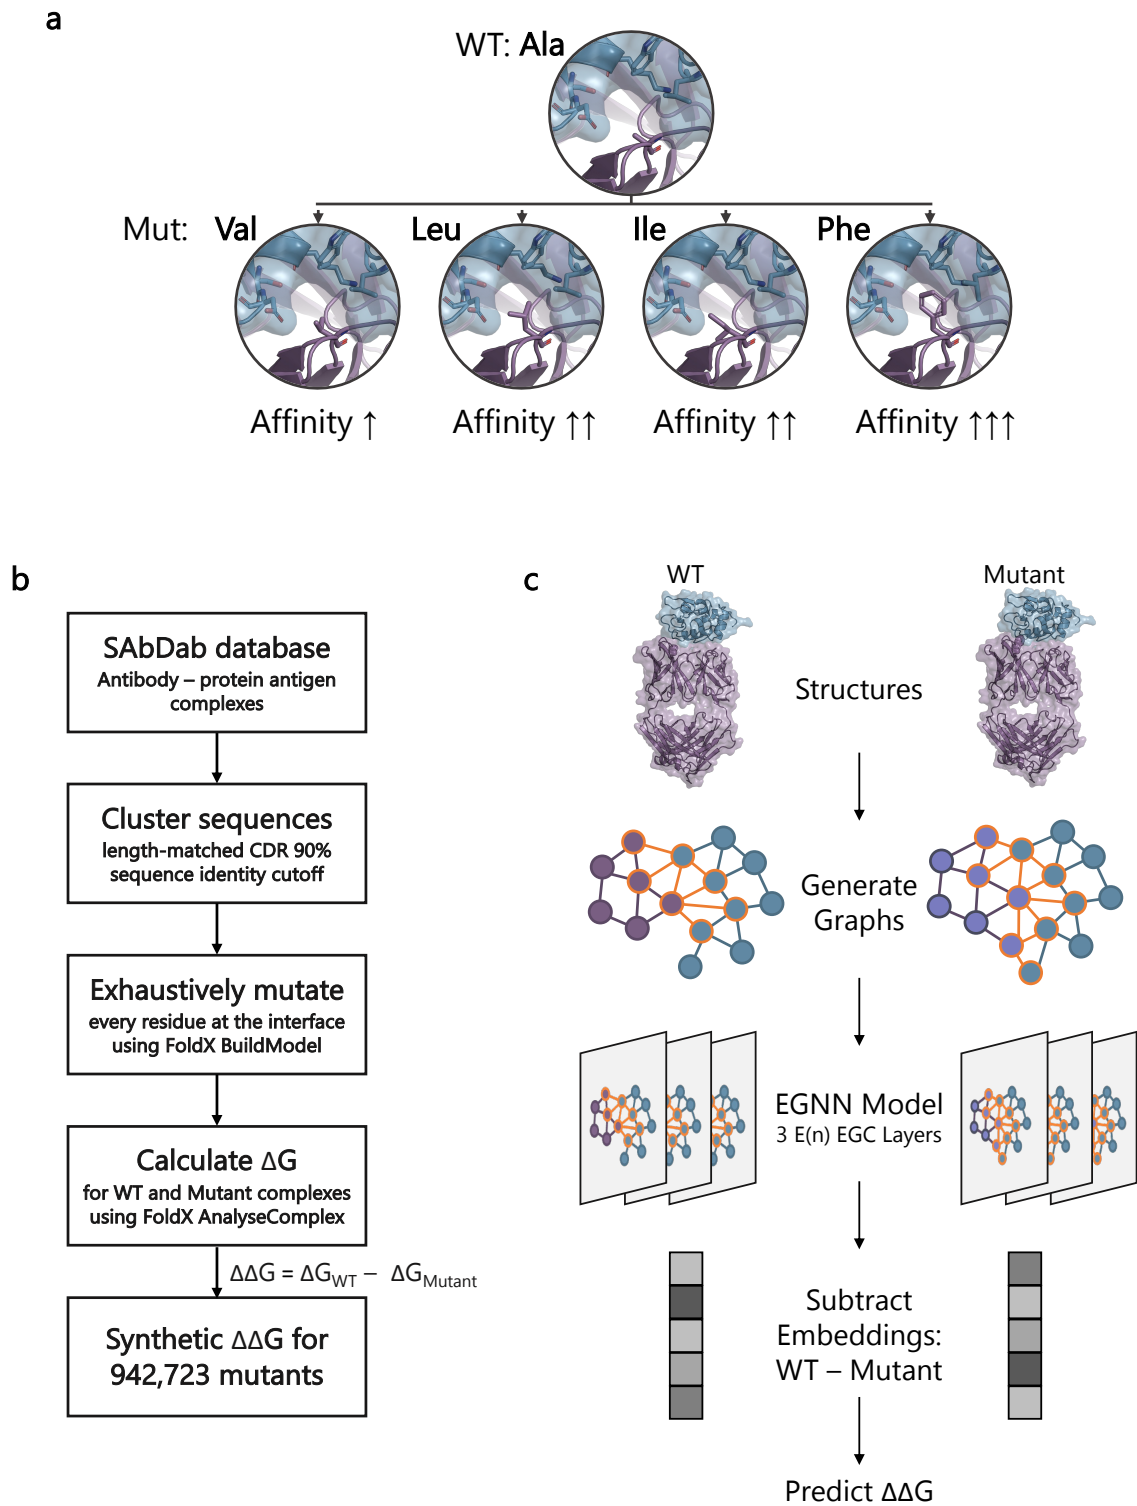 a
WT: Ala
Mut: Val Leu Ile Phe
Affinity ↑ Affinity ↑↑ Affinity ↑↑ Affinity ↑↑↑
b
SAbDab database
Antibody – protein antigen
complexes
Cluster sequences
length-matched CDR 90%
sequence identity cutoff
Exhaustively mutate
every residue at the interface
using FoldX BuildModel
Calculate ΔG
for WT and Mutant complexes
using FoldX AnalyseComplex
ΔΔG = ΔG_WT – ΔG_Mutant
Synthetic ΔΔG for
942,723 mutants
c
WT Mutant
Structures
Generate
Graphs
EGNN Model
3 E(n) EGC Layers
Subtract
Embeddings:
WT – Mutant
Predict ΔΔG